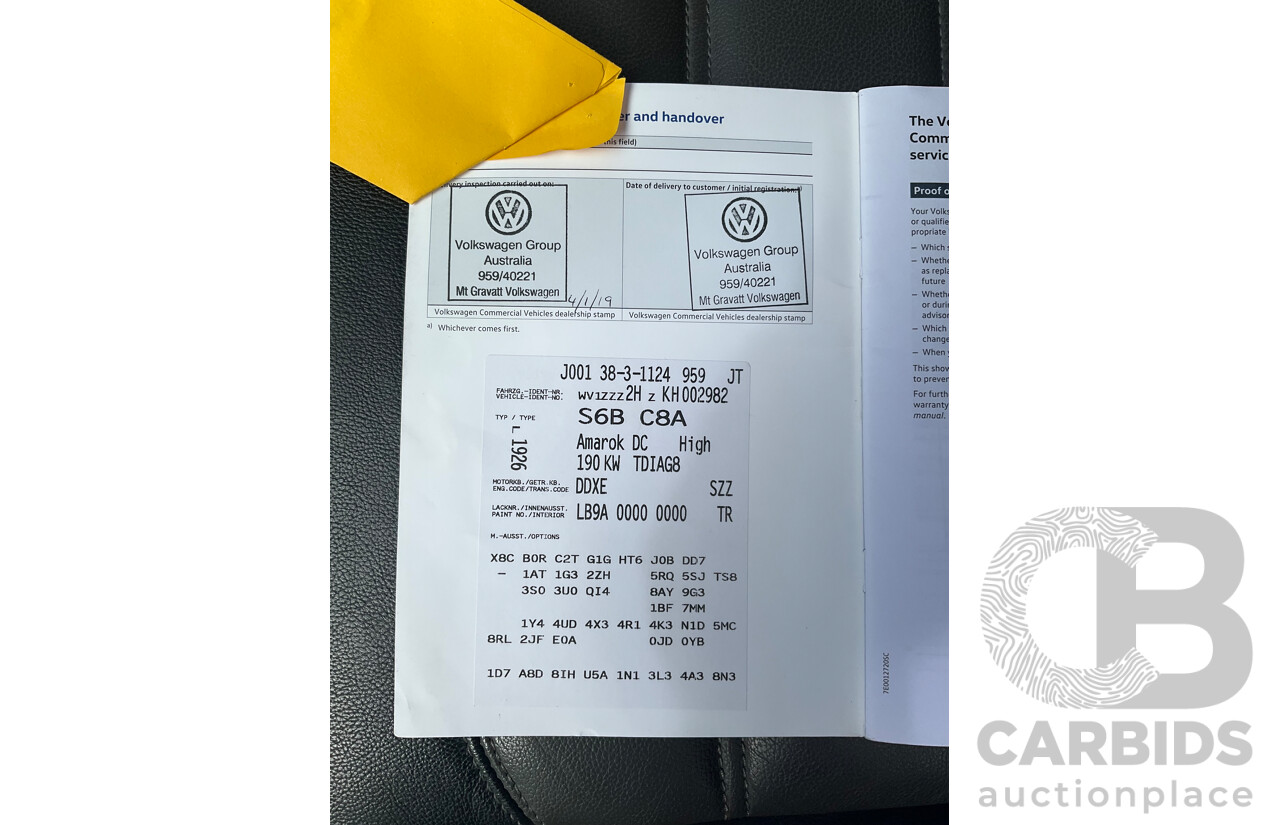 er and handover
his field)
very inspection carried out on:
Date of delivery to customer / initial registration:a)
Volkswagen Group
Australia
959/40221
Mt Gravatt Volkswagen
4/1/19
Volkswagen Group
Australia
959/40221
Mt Gravatt Volkswagen
Volkswagen Commercial Vehicles dealership stamp
Volkswagen Commercial Vehicles dealership stamp
a) Whichever comes first.
J001 38-3-1124 959 JT
FAHRZG.-IDENT-NR.
VEHICLE-IDENT-NO.
WV1ZZZ2H Z KH002982
TYP / TYPE
S6B C8A
L 1926
Amarok DC High
190 KW TDIAG8
MOTORKB./GETR.KB.
ENG.CODE/TRANS.CODE
DDXE SZZ
LACKNR./INNENAUSST.
PAINT NO./INTERIOR
LB9A 0000 0000 TR
M.-AUSST./OPTIONS
X8C B0R C2T G1G HT6 J0B DD7
- 1AT 1G3 2ZH 5RQ 5SJ TS8
3S0 3U0 QI4 8AY 9G3
1BF 7MM
1Y4 4UD 4X3 4R1 4K3 N1D 5MC
8RL 2JF E0A 0JD 0YB
1D7 A8D 8IH U5A 1N1 3L3 4A3 8N3
The V
Comm
servic
Proof o
Your Volks
or qualifie
propriate
– Which s
– Whethe
as repla
future
– Whethe
or durin
advisor
– Which
change
– When y
This show
to preven
For furth
warranty
manual.
7E0012720SC
CB
CARBIDS
auctionplace